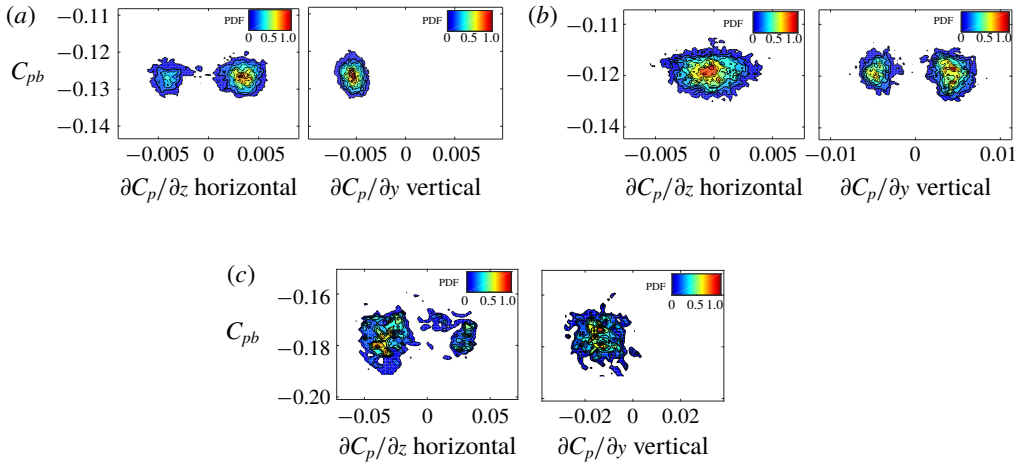 (a)
PDF
0 0.5 1.0
PDF
0 0.5 1.0
−0.11
−0.12
−0.13
−0.14
C_pb
−0.005 0 0.005
−0.005 0 0.005
∂C_p/∂z horizontal
∂C_p/∂y vertical
(b)
PDF
0 0.5 1.0
PDF
0 0.5 1.0
−0.11
−0.12
−0.14
−0.005 0 0.005
−0.01 0 0.01
∂C_p/∂z horizontal
∂C_p/∂y vertical
(c)
PDF
0 0.5 1.0
PDF
0 0.5 1.0
−0.16
−0.18
−0.20
C_pb
−0.05 0 0.05
−0.02 0 0.02
∂C_p/∂z horizontal
∂C_p/∂y vertical